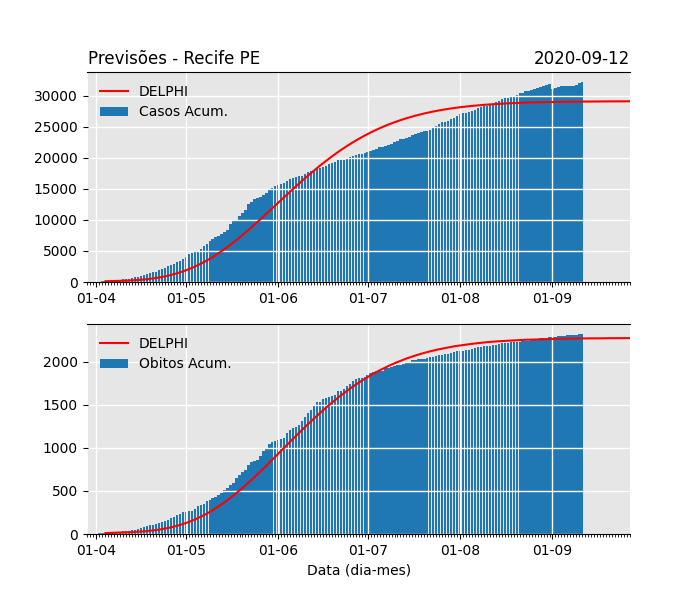 Previsões - Recife PE 2020-09-12
DELPHI
Casos Acum.
30000
25000
20000
15000
10000
5000
0
01-04 01-05 01-06 01-07 01-08 01-09
DELPHI
Obitos Acum.
2000
1500
1000
500
0
01-04 01-05 01-06 01-07 01-08 01-09
Data (dia-mes)